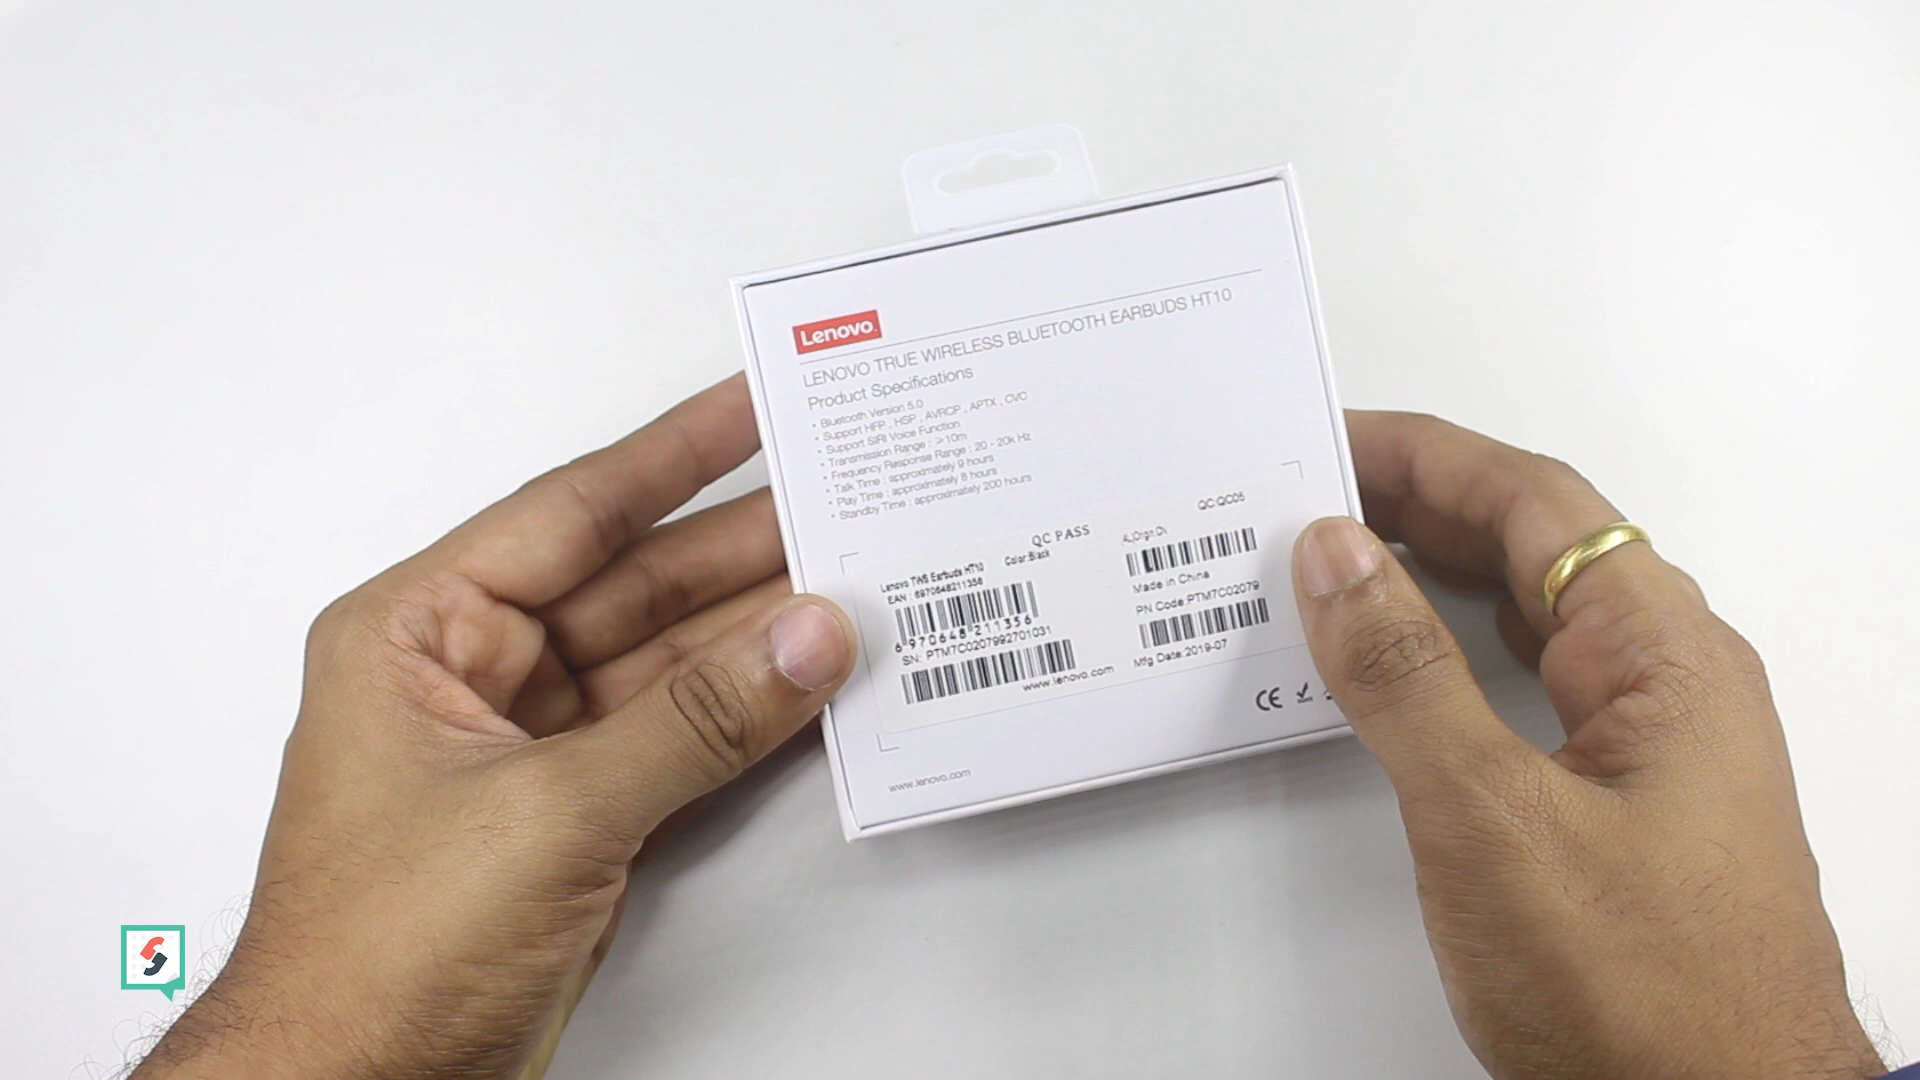 Lenovo
LENOVO TRUE WIRELESS BLUETOOTH EARBUDS HT10
Product Specifications
• Bluetooth Version 5.0
• Support HFP , HSP , AVRCP , APTX , CVC
• Support SIRI Voice Function
• Transmission Range : >10m
• Frequency Response Range : 20 - 20k Hz
• Talk Time : approximately 9 hours
• Play Time : approximately 8 hours
• Standby Time : approximately 200 hours
QC PASS
QC:QC05
Lenovo TWS Earbuds HT10 Color:Black
EAN : 6970648211356
6 970648 211356
SN: PTM7C0207992701031
www.lenovo.com
Made in China
PN Code:PTM7C02079
Mfg Date:2019-07
CE
www.lenovo.com